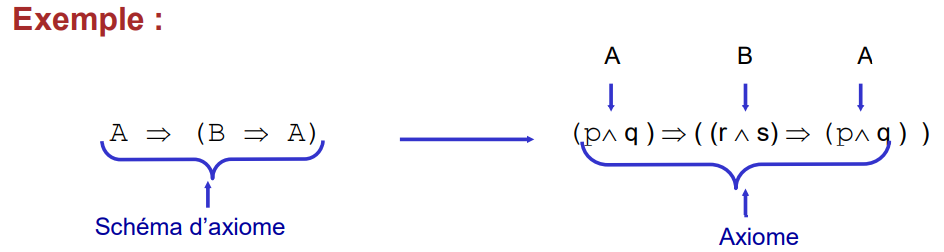 Exemple :
A B A
A ⇒ (B ⇒ A) (p∧ q ) ⇒ ( (r ∧ s) ⇒ (p∧ q ) )
Schéma d'axiome
Axiome